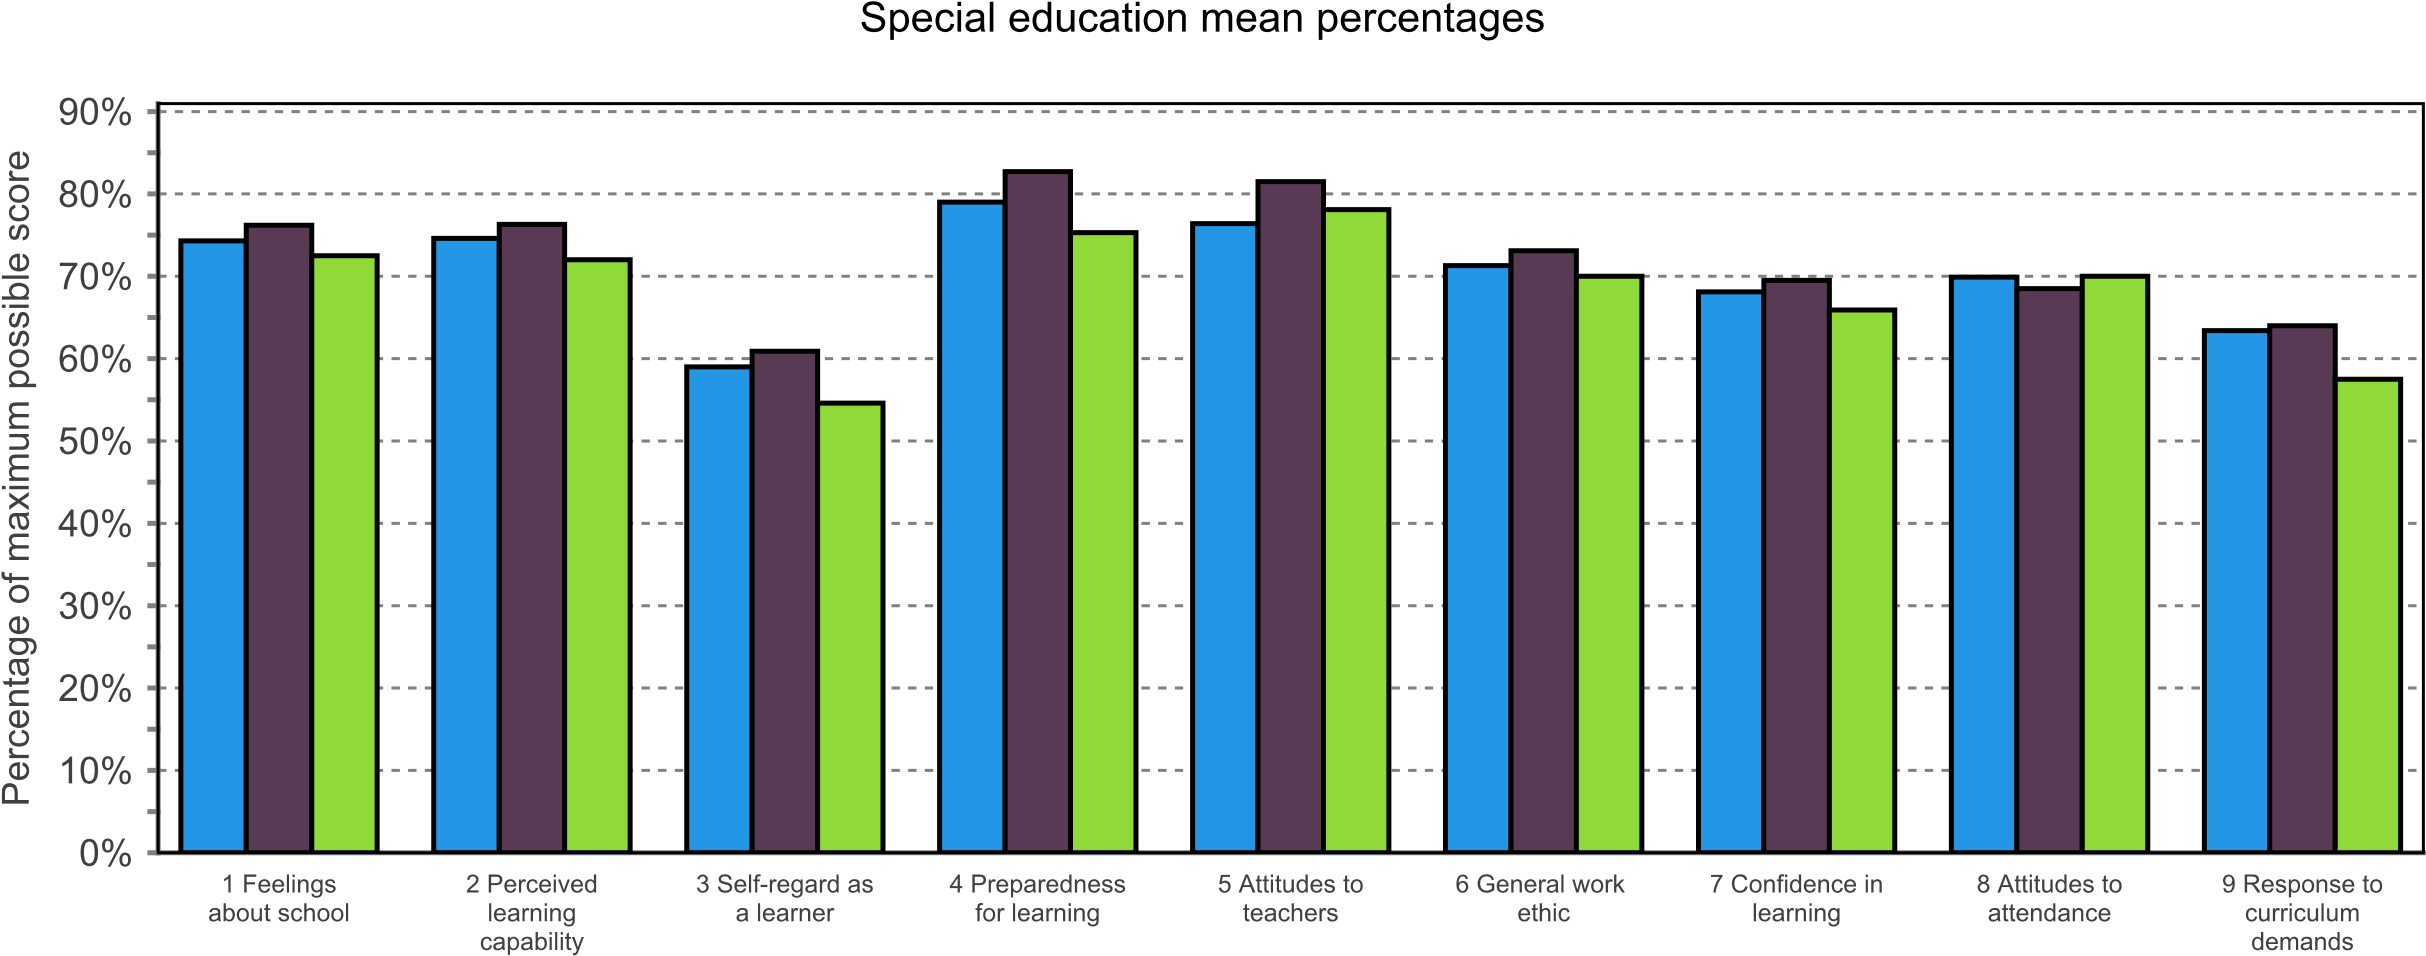 Special education mean percentages
Percentage of maximum possible score
90%
80%
70%
60%
50%
40%
30%
20%
10%
0%
1 Feelings
about school
2 Perceived
learning
capability
3 Self-regard as
a learner
4 Preparedness
for learning
5 Attitudes to
teachers
6 General work
ethic
7 Confidence in
learning
8 Attitudes to
attendance
9 Response to
curriculum
demands